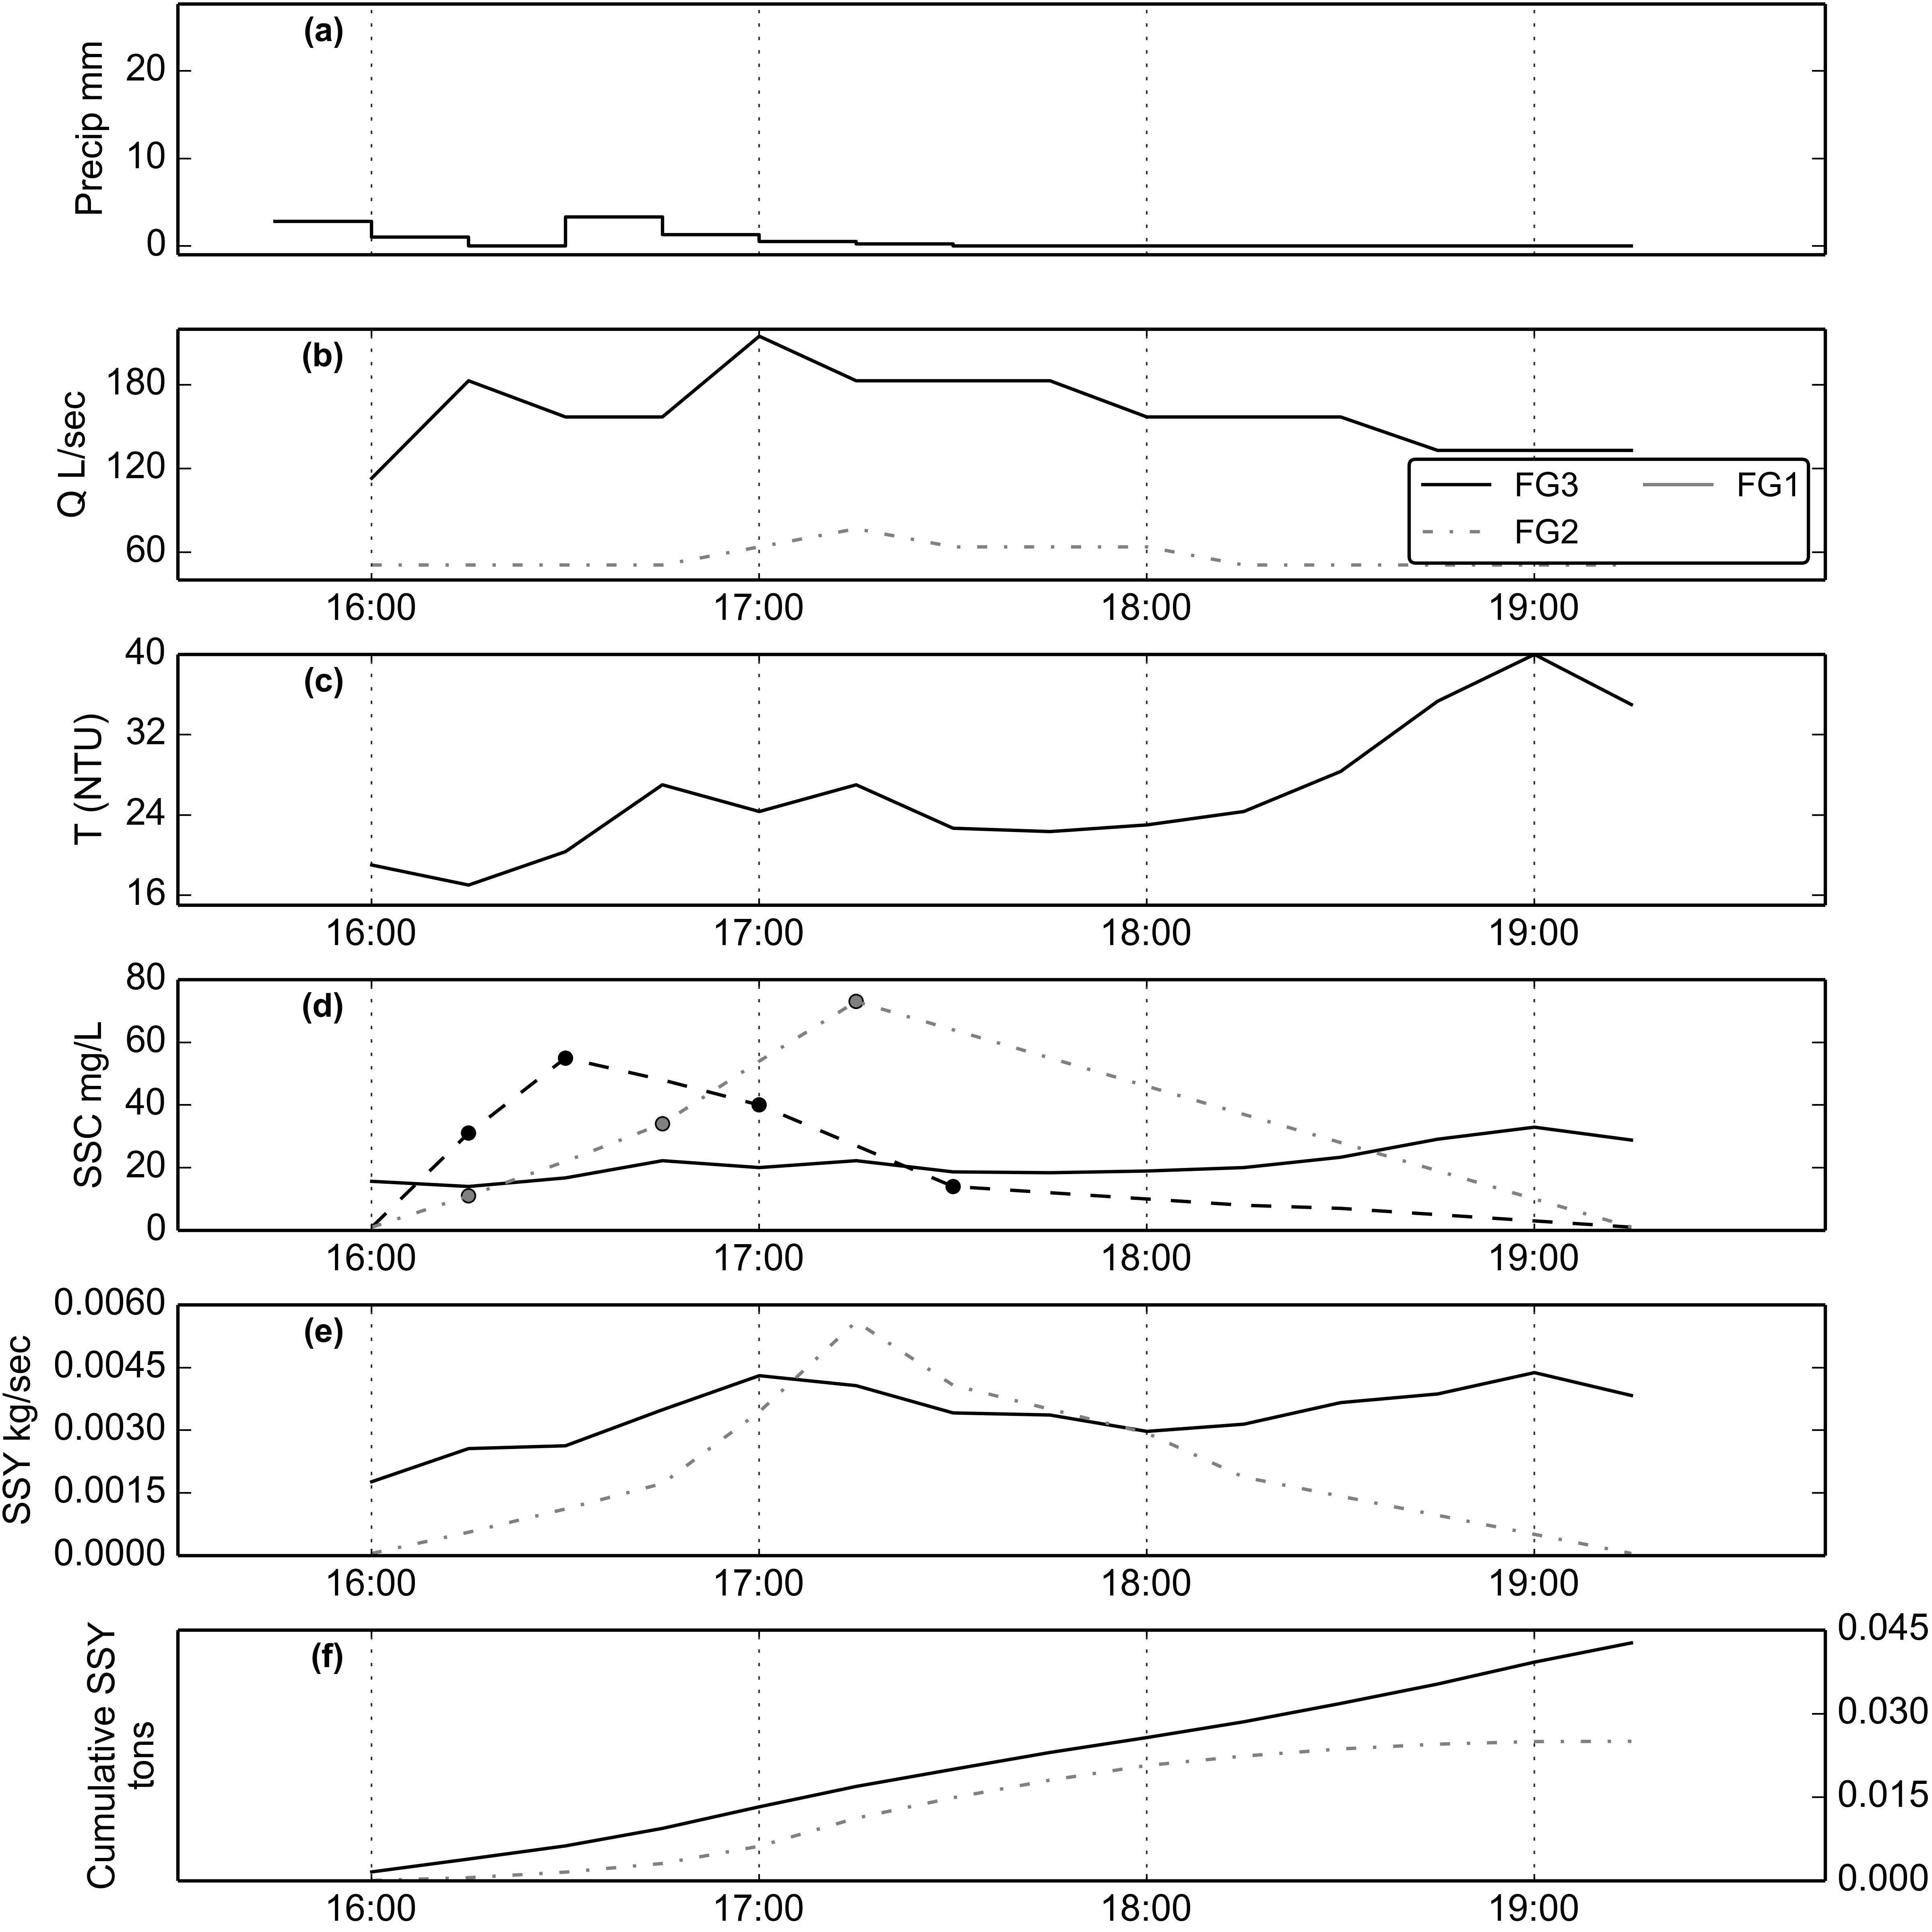 (a)
Precip mm
20
10
0
(b)
Q L/sec
180
120
60
FG3 FG1
FG2
16:00 17:00 18:00 19:00
(c)
T (NTU)
40
32
24
16
16:00 17:00 18:00 19:00
(d)
SSC mg/L
80
60
40
20
0
16:00 17:00 18:00 19:00
(e)
SSY kg/sec
0.0060
0.0045
0.0030
0.0015
0.0000
16:00 17:00 18:00 19:00
(f)
Cumulative SSY
tons
0.045
0.030
0.015
0.000
16:00 17:00 18:00 19:00